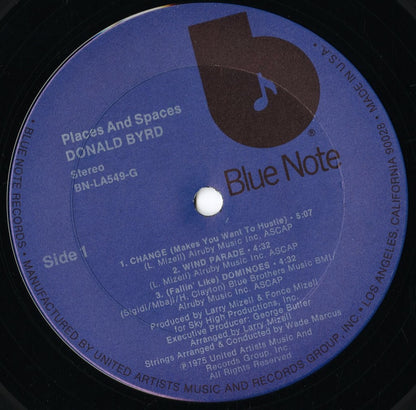 Places And Spaces
DONALD BYRD
Stereo
BN-LA549-G
b
®
Blue Note
Side 1
1. CHANGE (Makes You Want To Hustle) • 5:07
(L. Mizell) Alruby Music Inc. ASCAP
2. WIND PARADE • 4:32
(L. Mizell) Alruby Music Inc. ASCAP
3. (Fallin' Like) DOMINOES • 4:32
(Sigidi/Mbaji/H. Clayton) Blue Brothers Music BMI/
Alruby Music Inc. ASCAP
Produced by Larry Mizell & Fonce Mizell
for Sky High Productions, Inc.
Executive Producer: George Butler
Arranged by Larry Mizell
Strings Arranged & Conducted by Wade Marcus
℗1975 United Artists Music And
Records Group, Inc.
All Rights Reserved
• BLUE NOTE RECORDS • MANUFACTURED BY UNITED ARTISTS MUSIC AND RECORDS GROUP, INC. • LOS ANGELES, CALIFORNIA 90028 • MADE IN U.S.A.